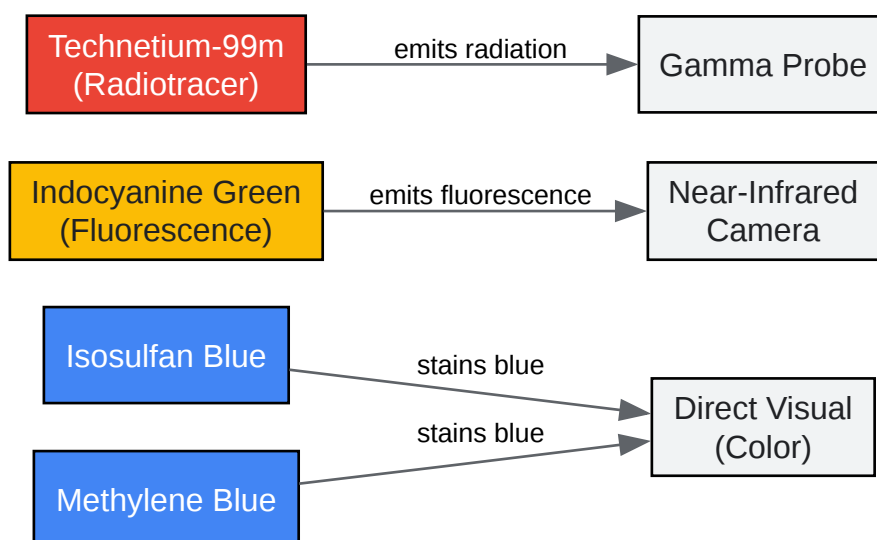 Technetium-99m
(Radiotracer)
emits radiation
Gamma Probe
Indocyanine Green
(Fluorescence)
emits fluorescence
Near-Infrared
Camera
Isosulfan Blue
stains blue
Direct Visual
(Color)
stains blue
Methylene Blue